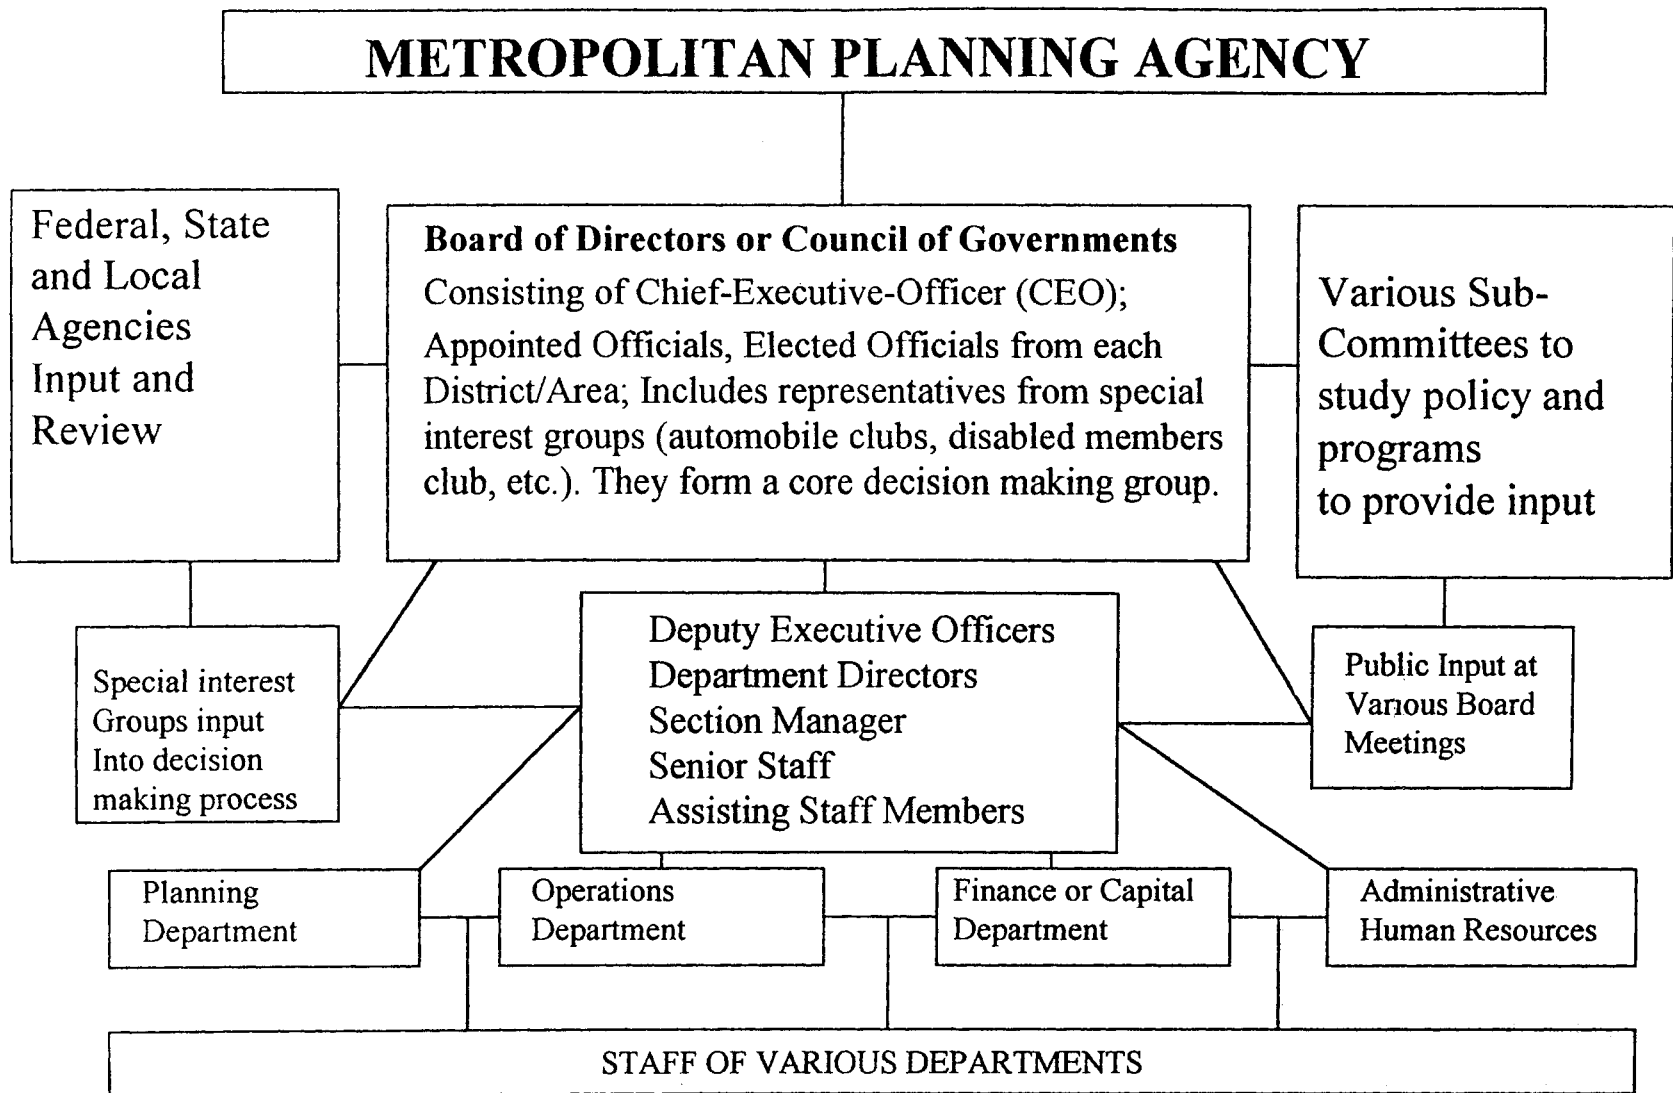 METROPOLITAN PLANNING AGENCY
Federal, State
and Local
Agencies
Input and
Review
Board of Directors or Council of Governments
Consisting of Chief-Executive-Officer (CEO);
Appointed Officials, Elected Officials from each
District/Area; Includes representatives from special
interest groups (automobile clubs, disabled members
club, etc.). They form a core decision making group.
Various Sub-
Committees to
study policy and
programs
to provide input
Special interest
Groups input
Into decision
making process
Deputy Executive Officers
Department Directors
Section Manager
Senior Staff
Assisting Staff Members
Public Input at
Various Board
Meetings
Planning
Department
Operations
Department
Finance or Capital
Department
Administrative
Human Resources
STAFF OF VARIOUS DEPARTMENTS